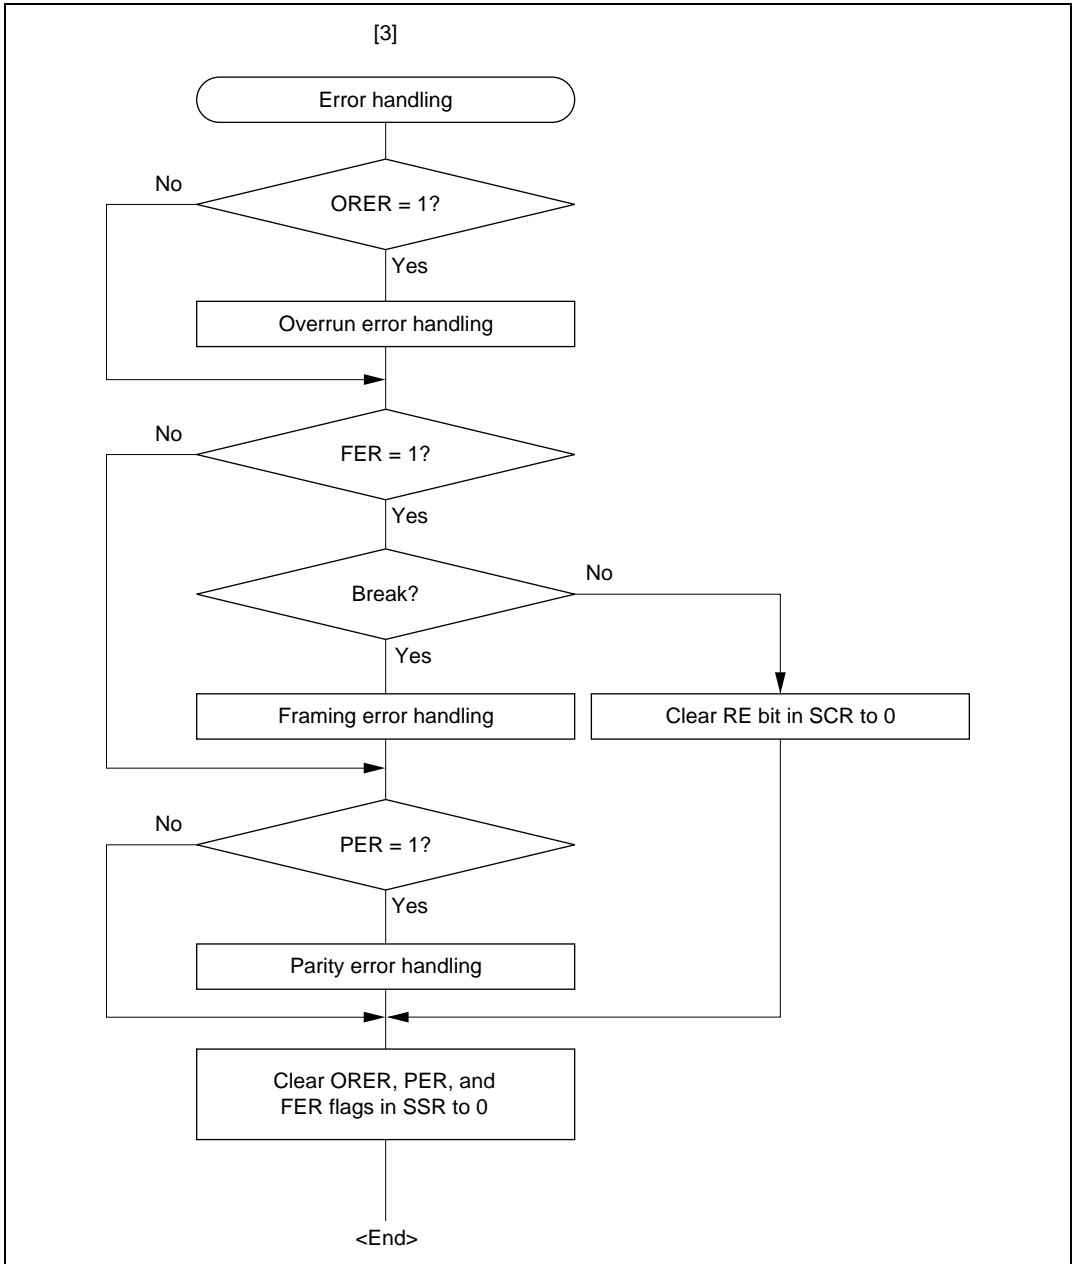 [3]
Error handling
No
ORER = 1?
Yes
Overrun error handling
No
FER = 1?
Yes
Break?
No
Yes
Framing error handling
Clear RE bit in SCR to 0
No
PER = 1?
Yes
Parity error handling
Clear ORER, PER, and
FER flags in SSR to 0
<End>